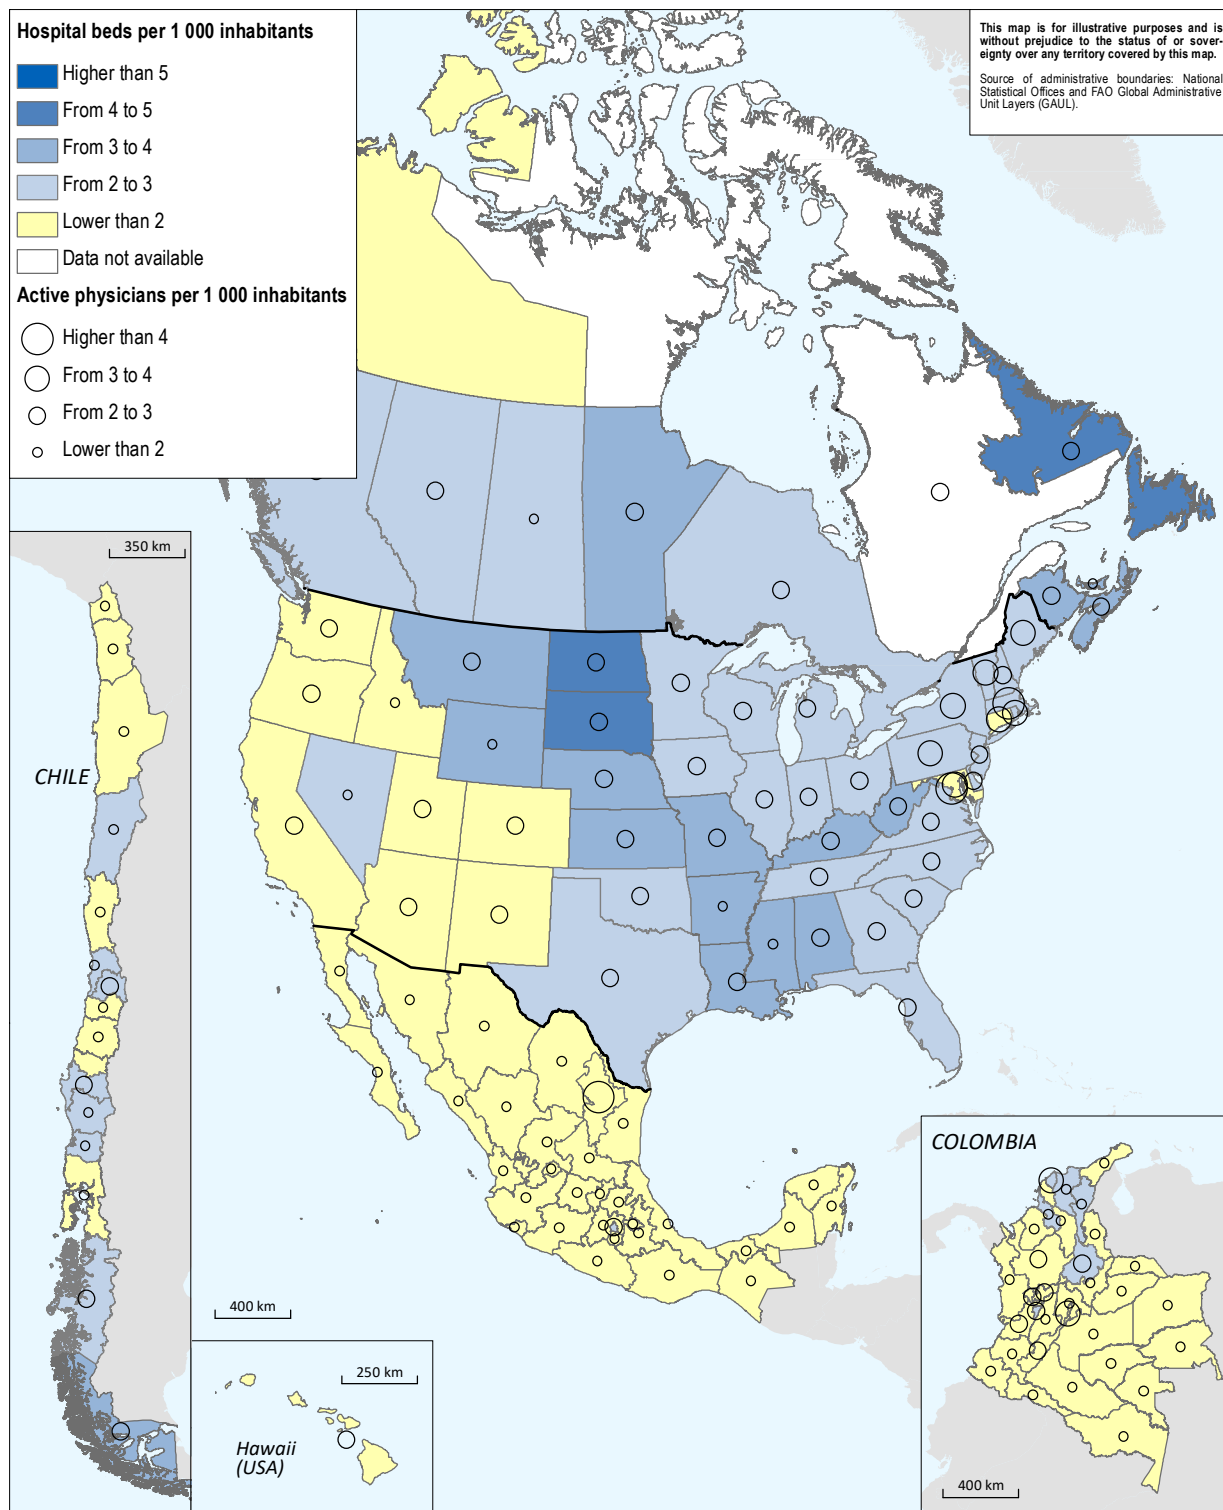 Hospital beds per 1 000 inhabitants
Higher than 5
From 4 to 5
From 3 to 4
From 2 to 3
Lower than 2
Data not available
Active physicians per 1 000 inhabitants
Higher than 4
From 3 to 4
From 2 to 3
Lower than 2
This map is for illustrative purposes and is
without prejudice to the status of or sover-
eignty over any territory covered by this map.
Source of administrative boundaries: National
Statistical Offices and FAO Global Administrative
Unit Layers (GAUL).
350 km
CHILE
400 km
250 km
Hawaii
(USA)
COLOMBIA
400 km